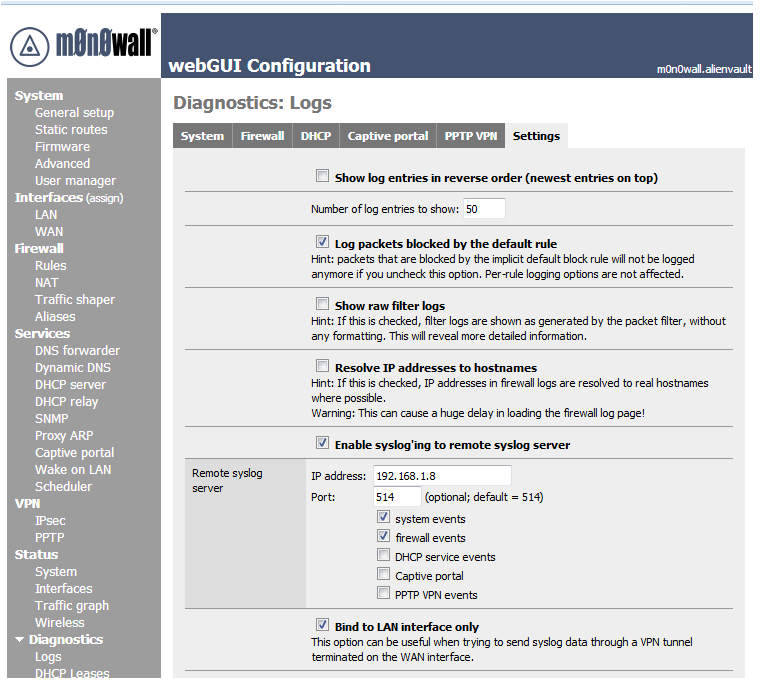 m0n0wall®
webGUI Configuration
m0n0wall.alienvault
System
General setup
Static routes
Firmware
Advanced
User manager
Interfaces (assign)
LAN
WAN
Firewall
Rules
NAT
Traffic shaper
Aliases
Services
DNS forwarder
Dynamic DNS
DHCP server
DHCP relay
SNMP
Proxy ARP
Captive portal
Wake on LAN
Scheduler
VPN
IPsec
PPTP
Status
System
Interfaces
Traffic graph
Wireless
Diagnostics
Logs
DHCP Leases
Diagnostics: Logs
System Firewall DHCP Captive portal PPTP VPN Settings
Show log entries in reverse order (newest entries on top)
Number of log entries to show: 50
Log packets blocked by the default rule
Hint: packets that are blocked by the implicit default block rule will not be logged
anymore if you uncheck this option. Per-rule logging options are not affected.
Show raw filter logs
Hint: If this is checked, filter logs are shown as generated by the packet filter, without
any formatting. This will reveal more detailed information.
Resolve IP addresses to hostnames
Hint: If this is checked, IP addresses in firewall logs are resolved to real hostnames
where possible.
Warning: This can cause a huge delay in loading the firewall log page!
Enable syslog'ing to remote syslog server
Remote syslog
server
IP address: 192.168.1.8
Port: 514 (optional; default = 514)
system events
firewall events
DHCP service events
Captive portal
PPTP VPN events
Bind to LAN interface only
This option can be useful when trying to send syslog data through a VPN tunnel
terminated on the WAN interface.